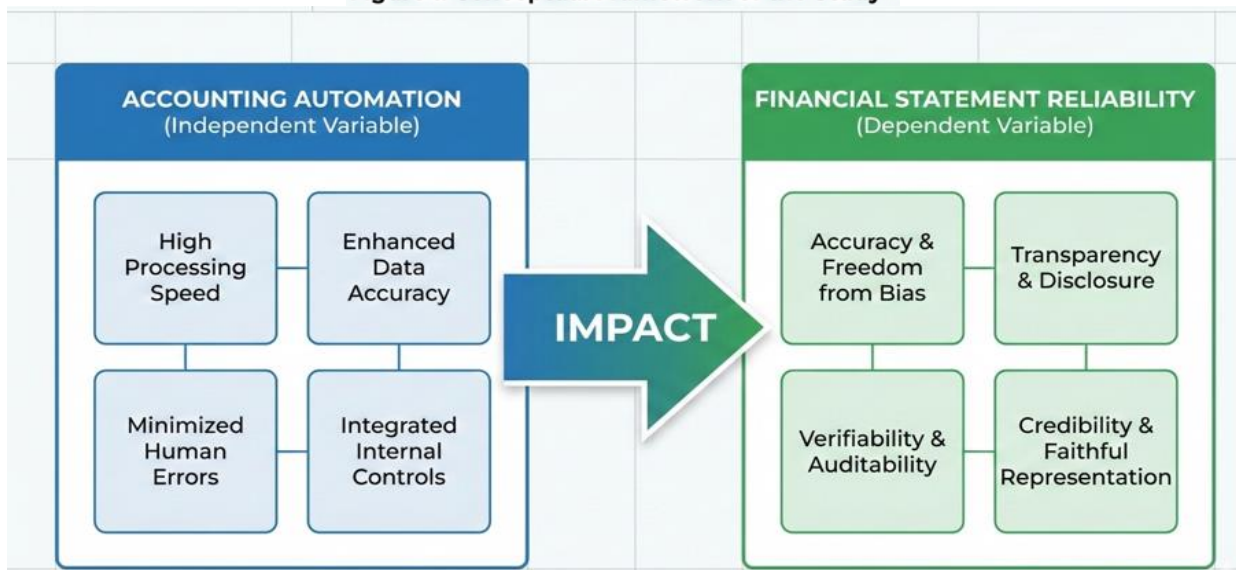 ACCOUNTING AUTOMATION
(Independent Variable)
High
Processing
Speed
Enhanced
Data
Accuracy
Minimized
Human
Errors
Integrated
Internal
Controls
IMPACT
FINANCIAL STATEMENT RELIABILITY
(Dependent Variable)
Accuracy &
Freedom
from Bias
Transparency
& Disclosure
Verifiability &
Auditability
Credibility &
Faithful
Representation